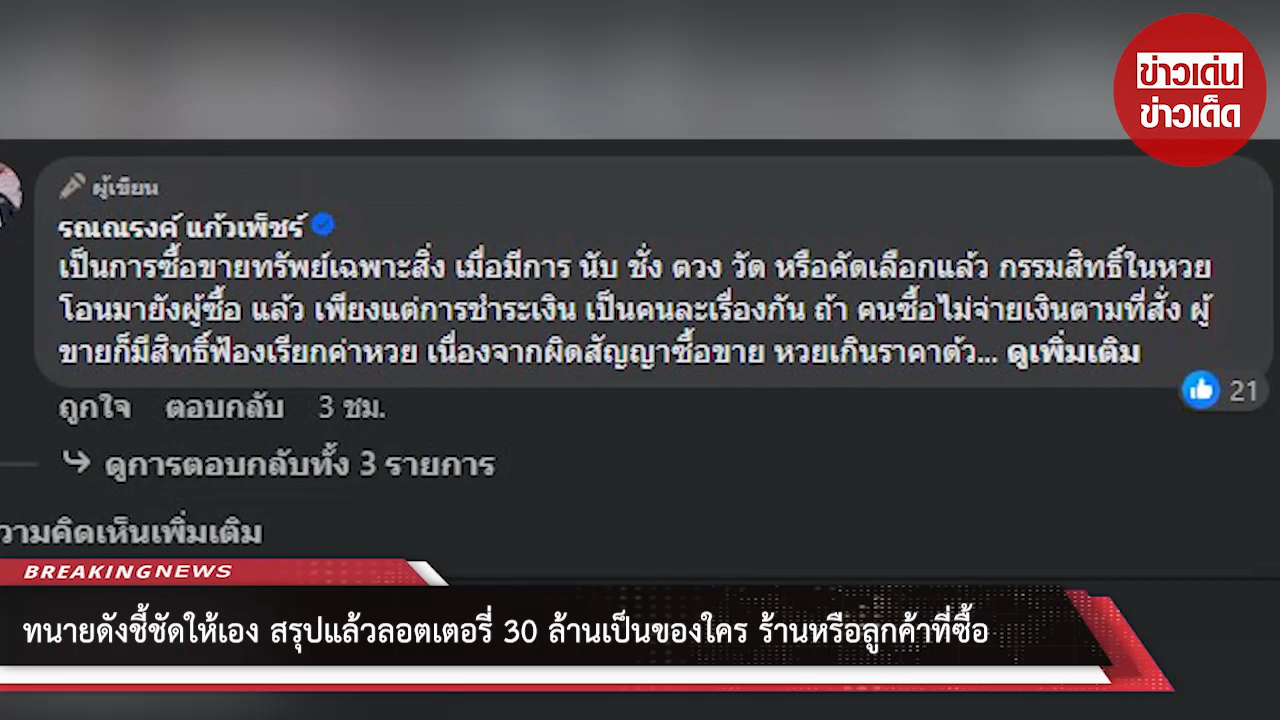 ข่าวเด่น
ข่าวเด็ด
ผู้เขียน
รณณรงค์ แก้วเพ็ชร์
เป็นการซื้อขายทรัพย์เฉพาะสิ่ง เมื่อมีการ นับ ชั่ง ตวง วัด หรือคัดเลือกแล้ว กรรมสิทธิ์ในหวย
โอนมายังผู้ซื้อ แล้ว เพียงแต่การชำระเงิน เป็นคนละเรื่องกัน ถ้า คนซื้อไม่จ่ายเงินตามที่สั่ง ผู้
ขายก็มีสิทธิ์ฟ้องเรียกค่าหวย เนื่องจากผิดสัญญาซื้อขาย หวยเกินราคาตัว... ดูเพิ่มเติม
ถูกใจ ตอบกลับ 3 ชม.
21
ดูการตอบกลับทั้ง 3 รายการ
วามคิดเห็นเพิ่มเติม
BREAKINGNEWS
ทนายดังชี้ชัดให้เอง สรุปแล้วลอตเตอรี่ 30 ล้านเป็นของใคร ร้านหรือลูกค้าที่ซื้อ